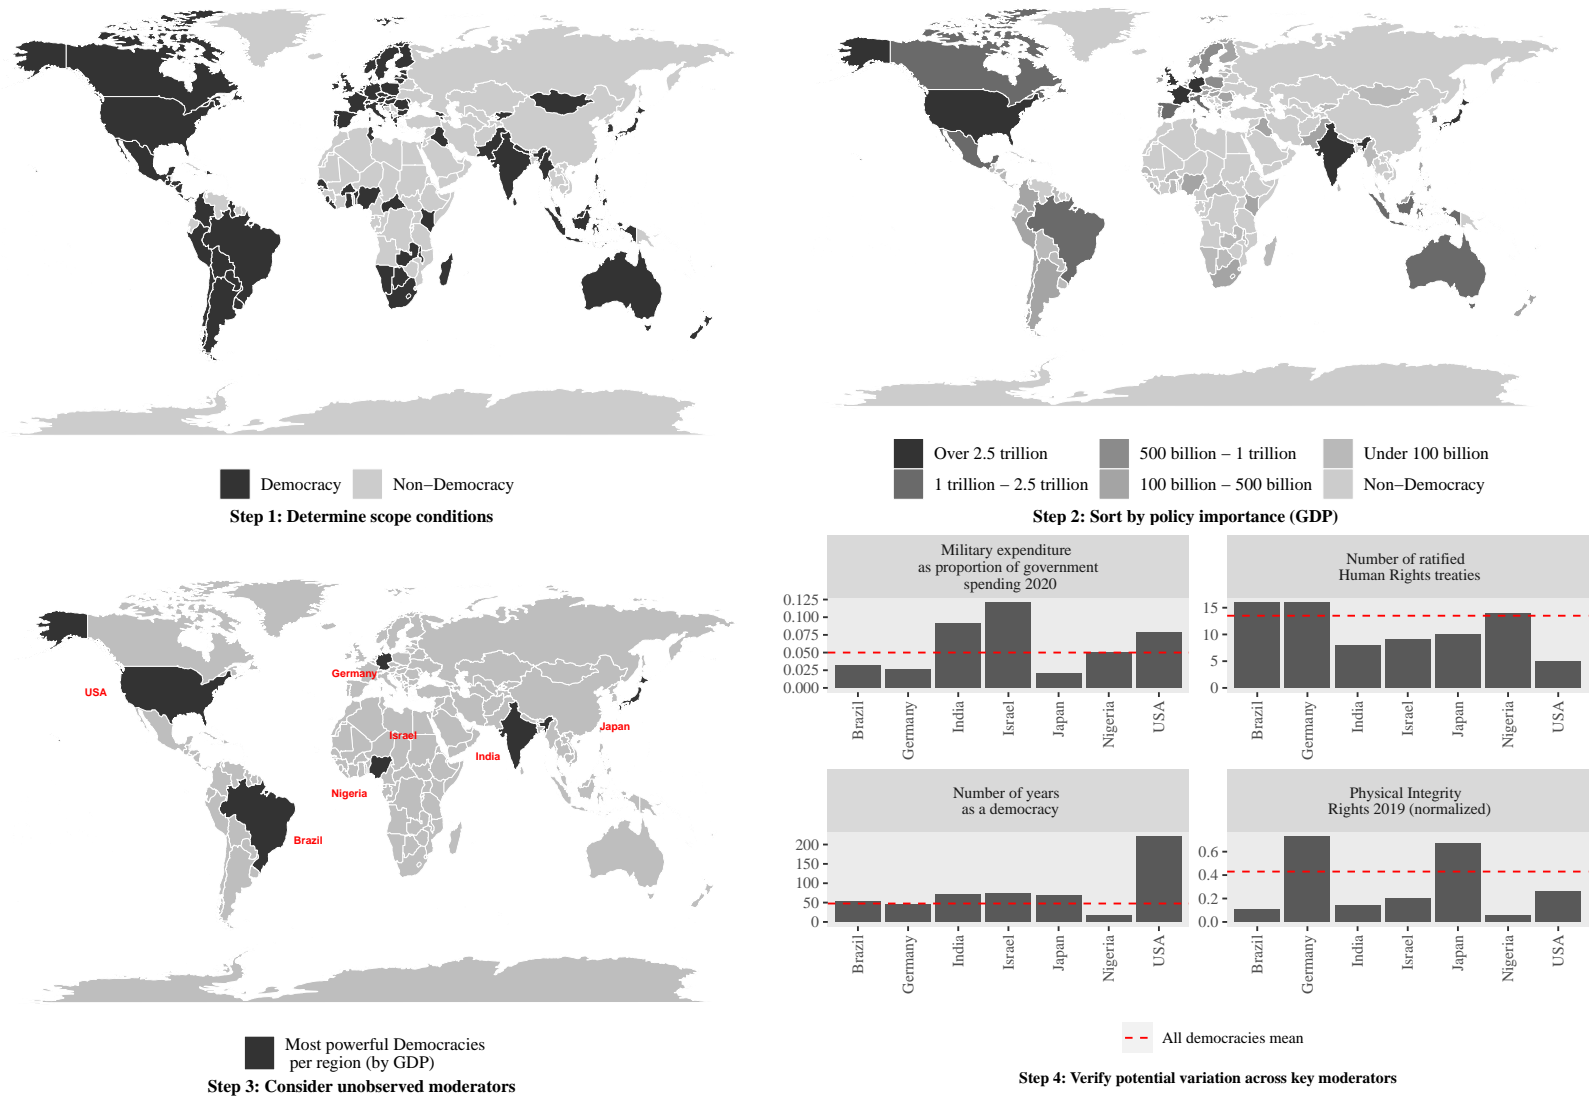 Democracy
Non−Democracy
Step 1: Determine scope conditions
Over 2.5 trillion
500 billion − 1 trillion
Under 100 billion
1 trillion − 2.5 trillion
100 billion − 500 billion
Non−Democracy
Step 2: Sort by policy importance (GDP)
USA
Germany
Israel
Japan
India
Nigeria
Brazil
Most powerful Democracies
per region (by GDP)
Step 3: Consider unobserved moderators
Military expenditure
as proportion of government
spending 2020
0.125
0.100
0.075
0.050
0.025
0.000
Brazil
Germany
India
Israel
Japan
Nigeria
USA
Number of ratified
Human Rights treaties
15
10
5
0
Brazil
Germany
India
Israel
Japan
Nigeria
USA
Number of years
as a democracy
200
150
100
50
0
Brazil
Germany
India
Israel
Japan
Nigeria
USA
Physical Integrity
Rights 2019 (normalized)
0.6
0.4
0.2
0.0
Brazil
Germany
India
Israel
Japan
Nigeria
USA
All democracies mean
Step 4: Verify potential variation across key moderators